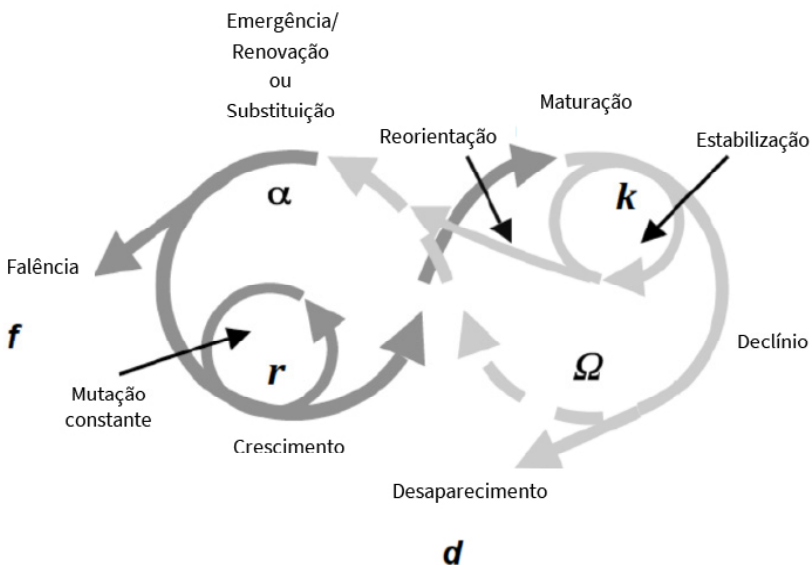 Emergência/
Renovação
ou
Substituição
Maturação
Reorientação
Estabilização
α
k
Falência
f
Declínio
r
Ω
Mutação
constante
Crescimento
Desaparecimento
d